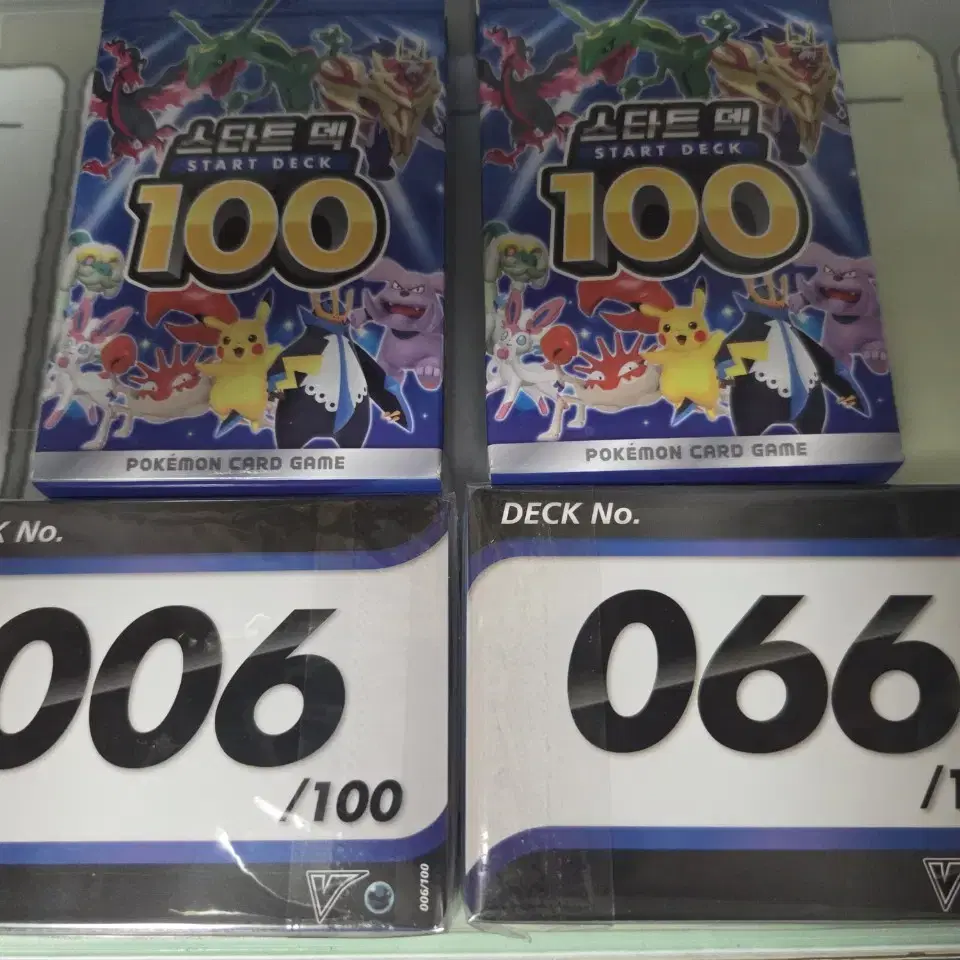 스타트 덱
START DECK
100
POKÉMON CARD GAME
스타트 덱
START DECK
100
POKÉMON CARD GAME
No.
006
/100
V
006/100
DECK No.
066
V